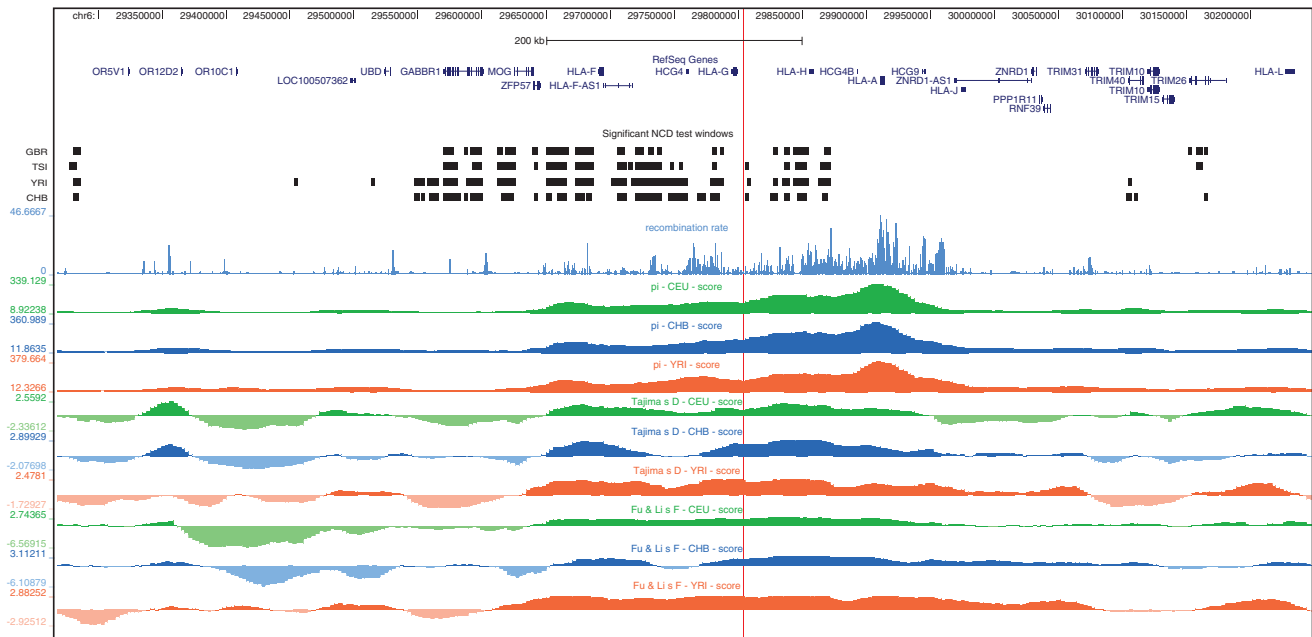 chr6: 29350000 29400000 29450000 29500000 29550000 29600000 29650000 29700000 29750000 29800000 29850000 29900000 29950000 30000000 30050000 30100000 30150000 30200000
200 kb
RefSeq Genes
OR5V1 OR12D2 OR10C1 UBD GABBR1 MOG HLA-F HCG4 HLA-G HLA-H HCG4B HCG9 ZNRD1 TRIM31 TRIM10 HLA-L
LOC100507362 HLA-A ZNRD1-AS1 TRIM40 TRIM26
ZFP57 HLA-F-AS1 HLA-J TRIM10
PPP1R11 TRIM15
RNF39
Significant NCD test windows
GBR
TSI
YRI
CHB
46.6667
recombination rate
0
339.129
pi - CEU - score
8.92238
360.989
pi - CHB - score
11.8635
379.664
pi - YRI - score
12.3266
2.5592
Tajima s D - CEU - score
-2.33612
2.89929
Tajima s D - CHB - score
-2.07698
2.4781
Tajima s D - YRI - score
-1.72927
2.74365
Fu & Li s F - CEU - score
-6.56915
3.11211
Fu & Li s F - CHB - score
-6.10879
2.88252
Fu & Li s F - YRI - score
-2.92512